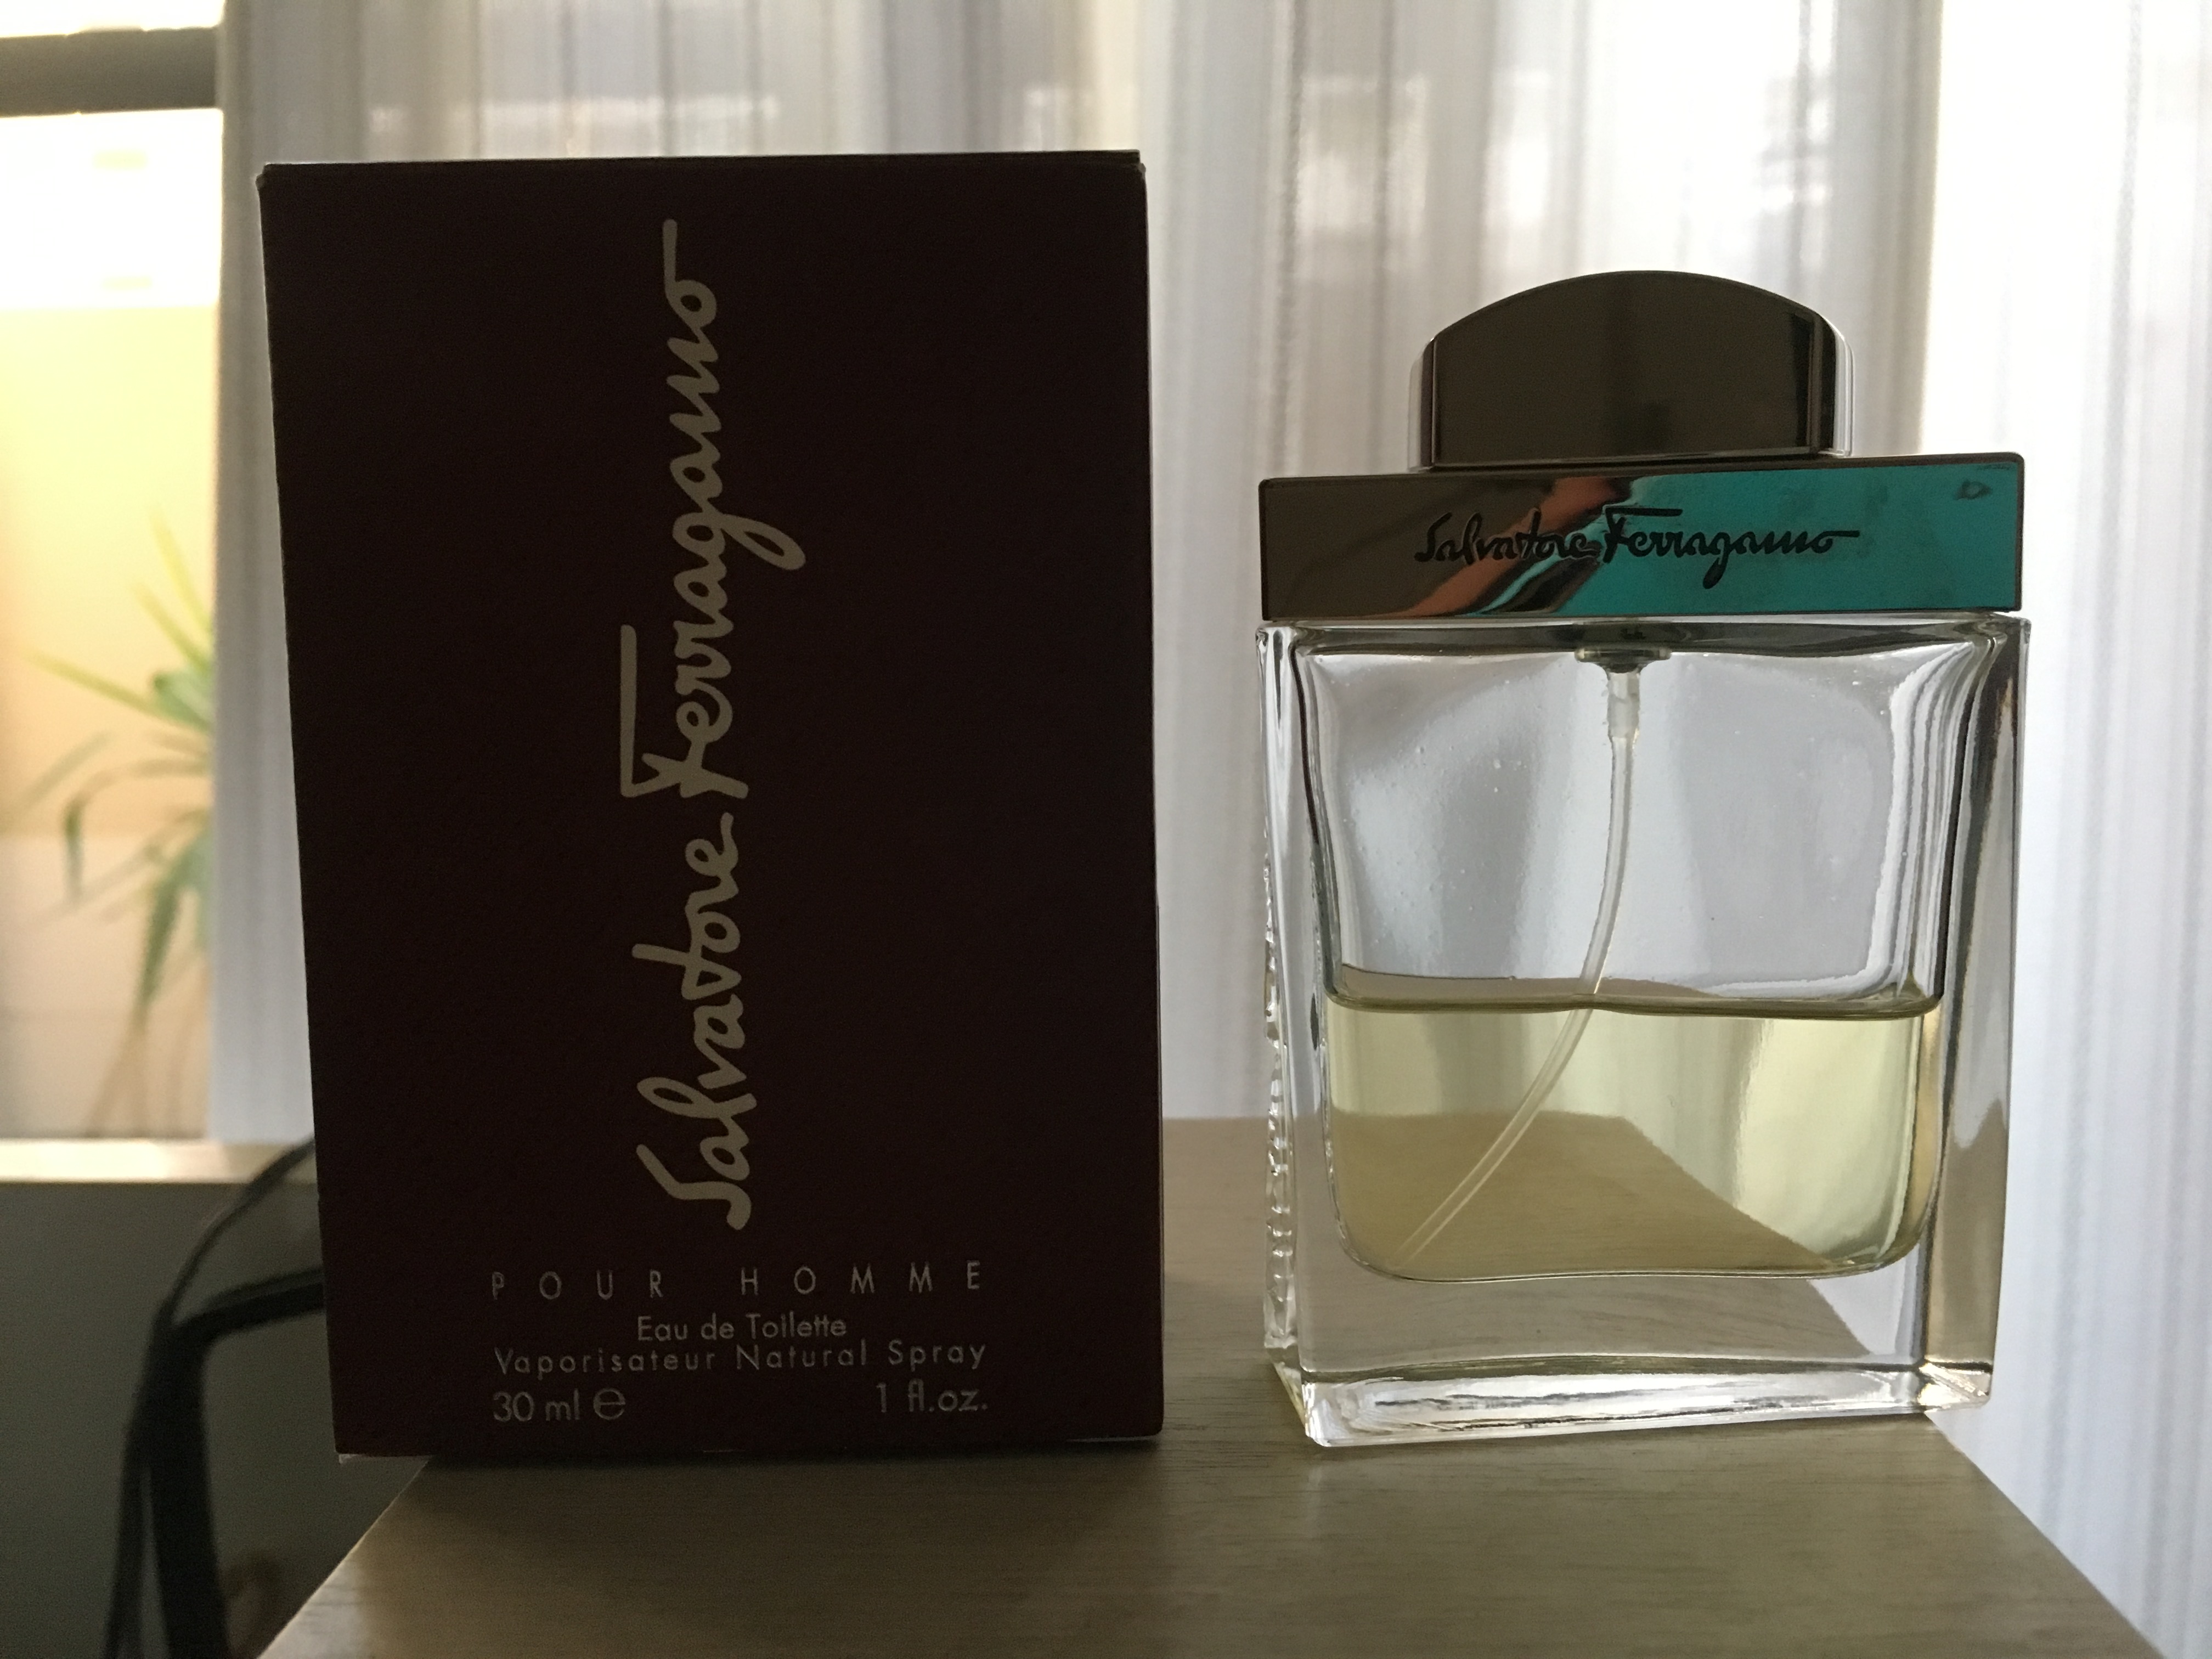 Salvatore Ferragamo
POUR HOMME
Eau de Toilette
Vaporisateur Natural Spray
30 ml ℮ 1 fl.oz.
Salvatore Ferragamo